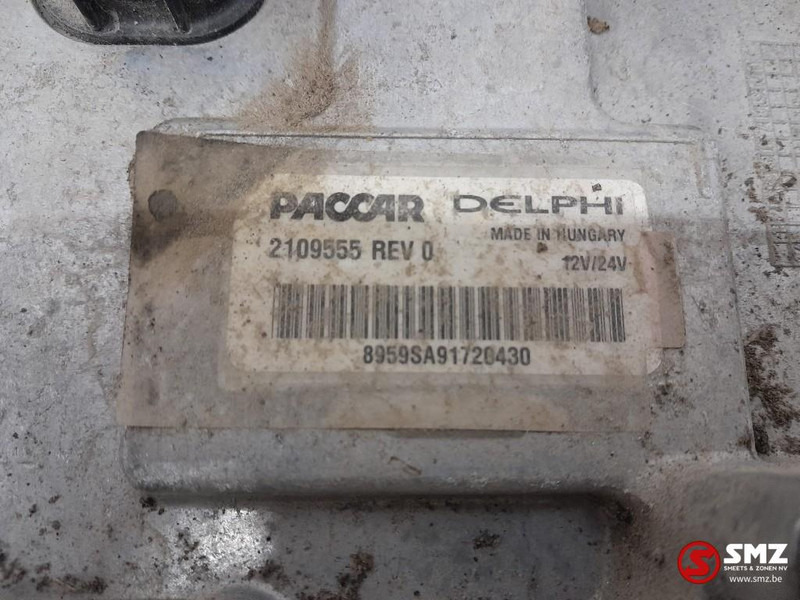 PACCAR DELPHI
MADE IN HUNGARY
2109555 REV 0
12V/24V
8959SA91720430
SMZ
SMEETS & ZONEN NV
www.smz.be